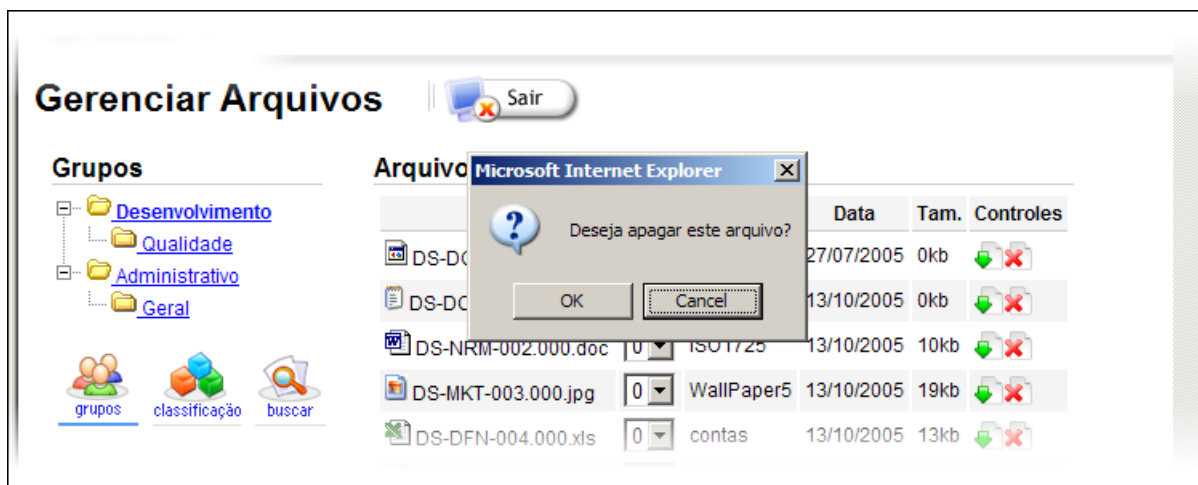 Gerenciar Arquivos
Sair
Grupos
Desenvolvimento
Qualidade
Administrativo
Geral
grupos classificação buscar
Arquivo
Microsoft Internet Explorer
Deseja apagar este arquivo?
OK Cancel
Data Tam. Controles
DS-DO 27/07/2005 0kb
DS-DO 13/10/2005 0kb
DS-NRM-002.000.doc 0 ISO1725 13/10/2005 10kb
DS-MKT-003.000.jpg 0 WallPaper5 13/10/2005 19kb
DS-DFN-004.000.xls 0 contas 13/10/2005 13kb